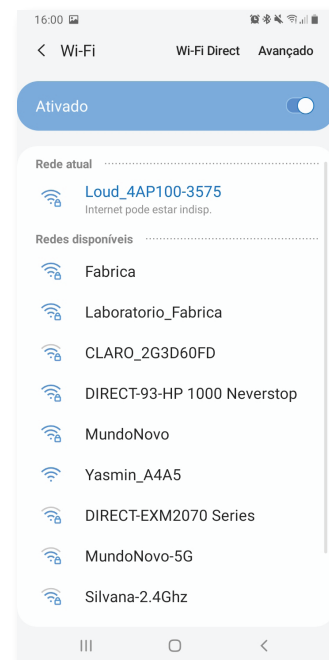 16:00
Wi-Fi Wi-Fi Direct Avançado
Ativado
Rede atual
Loud_4AP100-3575
Internet pode estar indisp.
Redes disponíveis
Fabrica
Laboratorio_Fabrica
CLARO_2G3D60FD
DIRECT-93-HP 1000 Neverstop
MundoNovo
Yasmin_A4A5
DIRECT-EXM2070 Series
MundoNovo-5G
Silvana-2.4Ghz